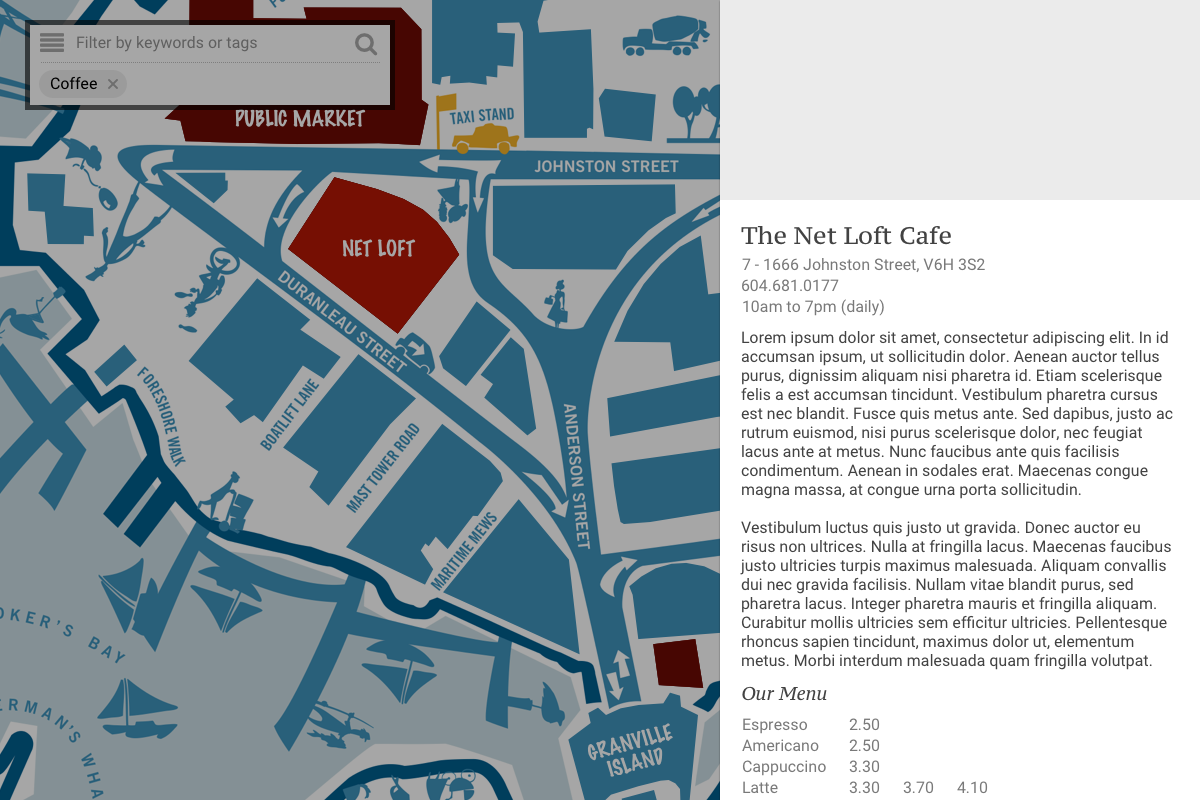 Filter by keywords or tags
Coffee
PUBLIC MARKET
TAXI STAND
JOHNSTON STREET
NET LOFT
DURANLEAU STREET
FORESHORE WALK
BOATLIFT LANE
MAST TOWER ROAD
ANDERSON STREET
MARITIME MEWS
OKER'S BAY
ERMAN'S WHA
GRANVILLE
ISLAND
The Net Loft Cafe
7 - 1666 Johnston Street, V6H 3S2
604.681.0177
10am to 7pm (daily)
Lorem ipsum dolor sit amet, consectetur adipiscing elit. In id
accumsan ipsum, ut sollicitudin dolor. Aenean auctor tellus
purus, dignissim aliquam nisi pharetra id. Etiam scelerisque
felis a est accumsan tincidunt. Vestibulum pharetra cursus
est nec blandit. Fusce quis metus ante. Sed dapibus, justo ac
rutrum euismod, nisi purus scelerisque dolor, nec feugiat
lacus ante at metus. Nunc faucibus ante quis facilisis
condimentum. Aenean in sodales erat. Maecenas congue
magna massa, at congue urna porta sollicitudin.
Vestibulum luctus quis justo ut gravida. Donec auctor eu
risus non ultrices. Nulla at fringilla lacus. Maecenas faucibus
justo ultricies turpis maximus malesuada. Aliquam convallis
dui nec gravida facilisis. Nullam vitae blandit purus, sed
pharetra lacus. Integer pharetra mauris et fringilla aliquam.
Curabitur mollis ultricies sem efficitur ultricies. Pellentesque
rhoncus sapien tincidunt, maximus dolor ut, elementum
metus. Morbi interdum malesuada quam fringilla volutpat.
Our Menu
Espresso 2.50
Americano 2.50
Cappuccino 3.30
Latte 3.30 3.70 4.10